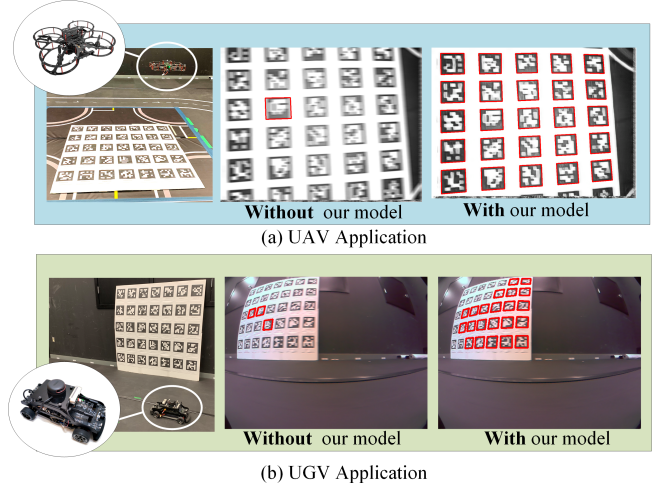 Without our model
With our model
(a) UAV Application
Without our model
With our model
(b) UGV Application